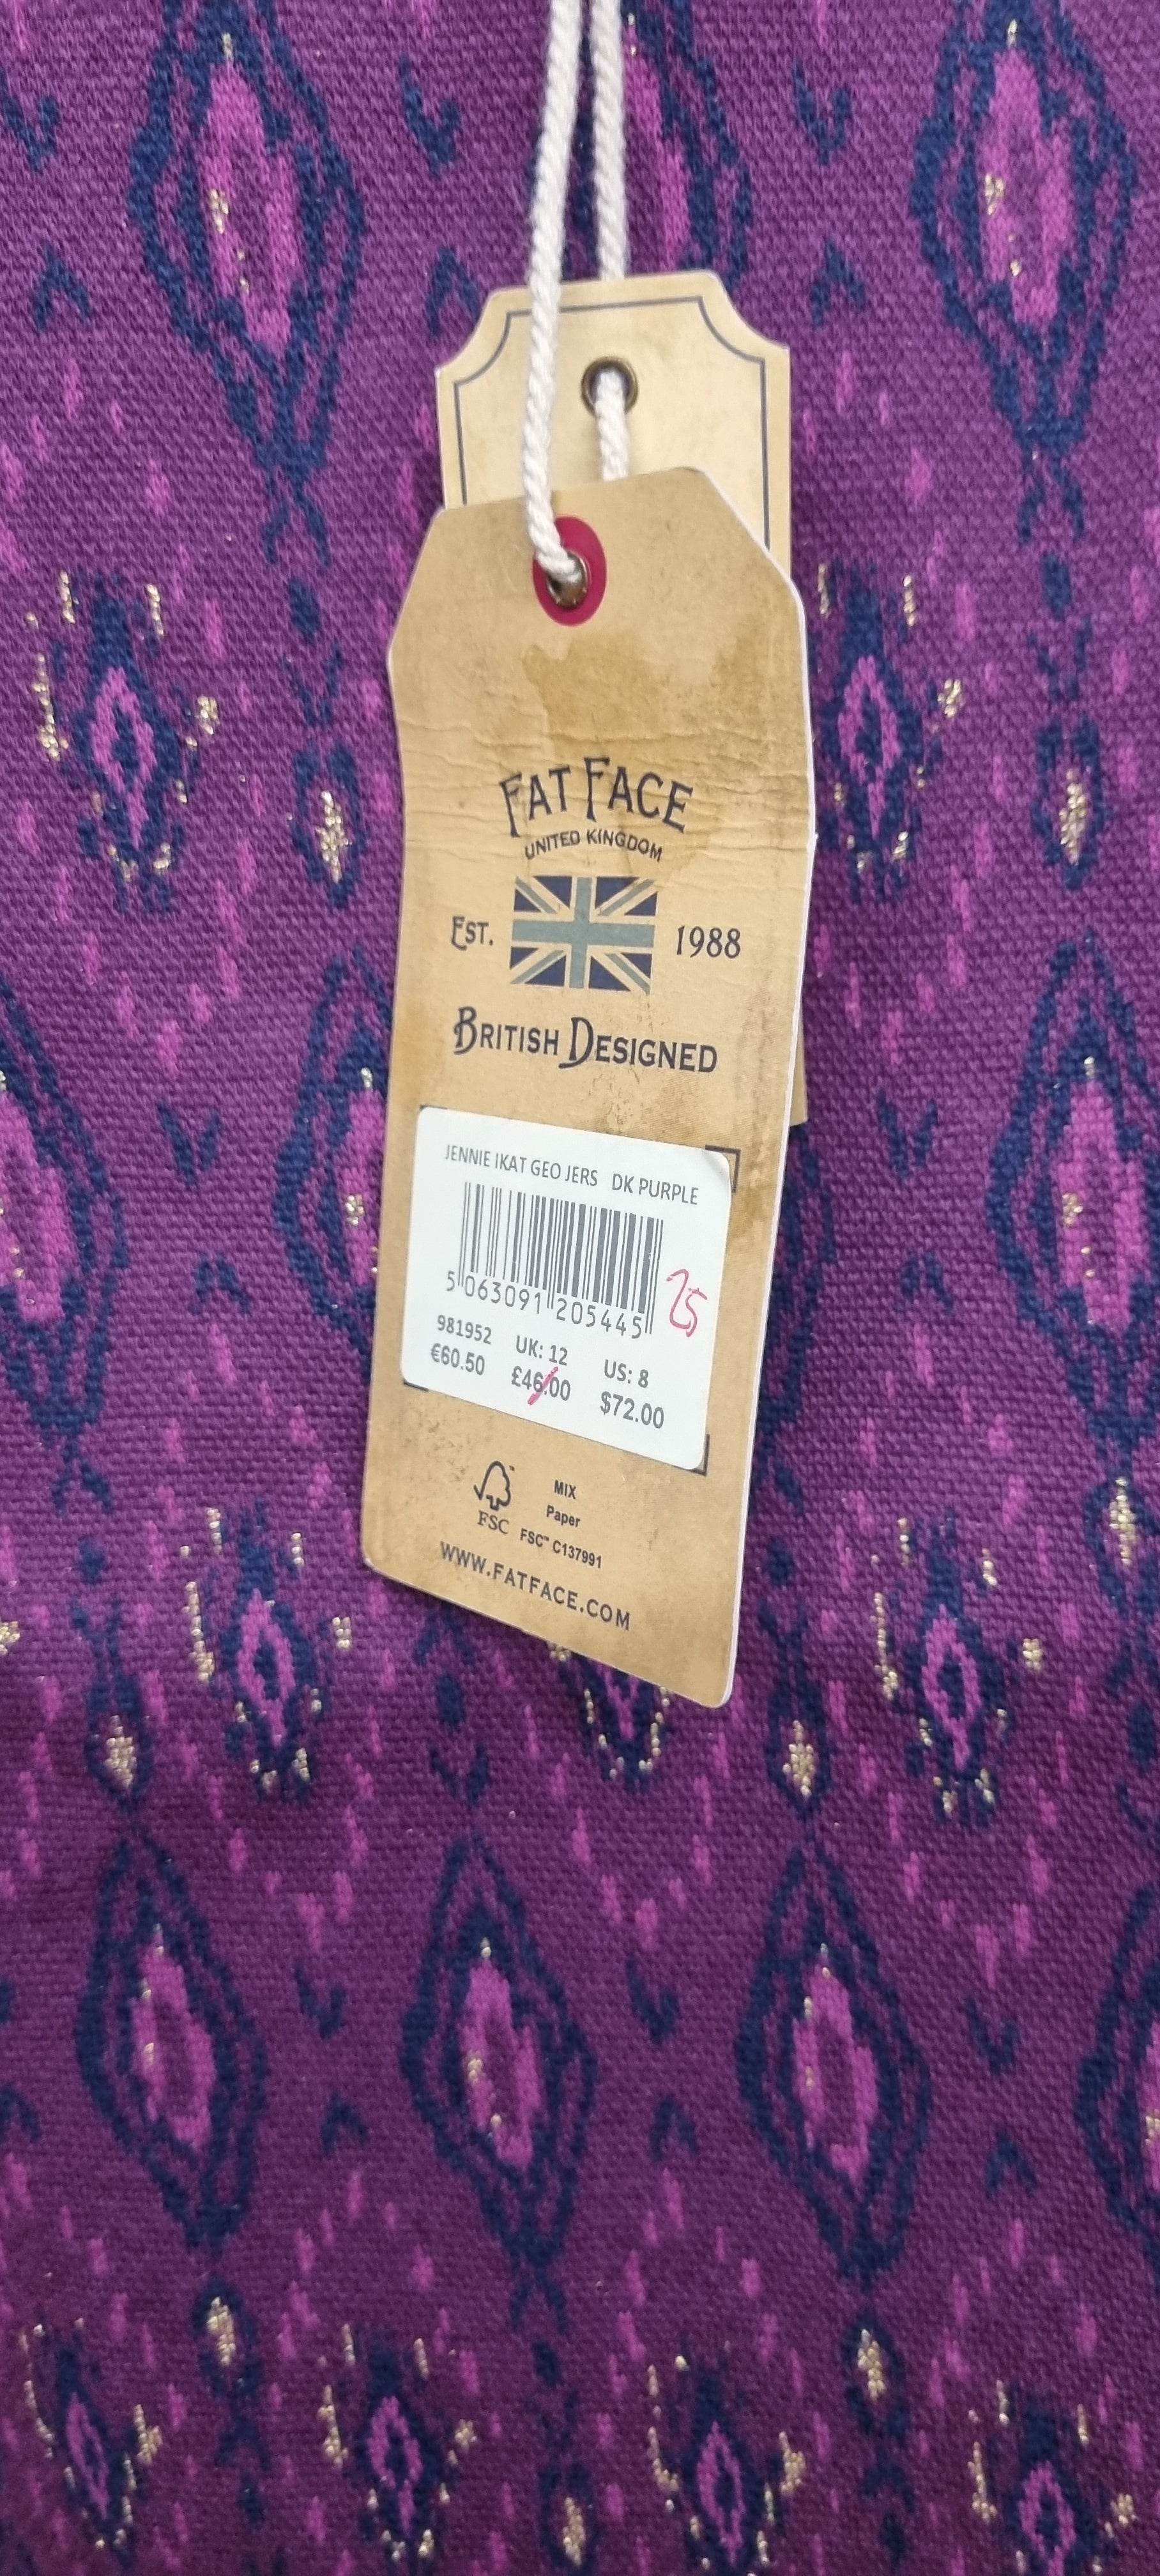 FAT FACE
UNITED KINGDOM
EST. 1988
BRITISH DESIGNED
JENNIE IKAT GEO JERS DK PURPLE
5 063091 205445
25
981952 UK: 12 US: 8
€60.50 £46.00 $72.00
MIX
Paper
FSC FSC™ C137991
WWW.FATFACE.COM